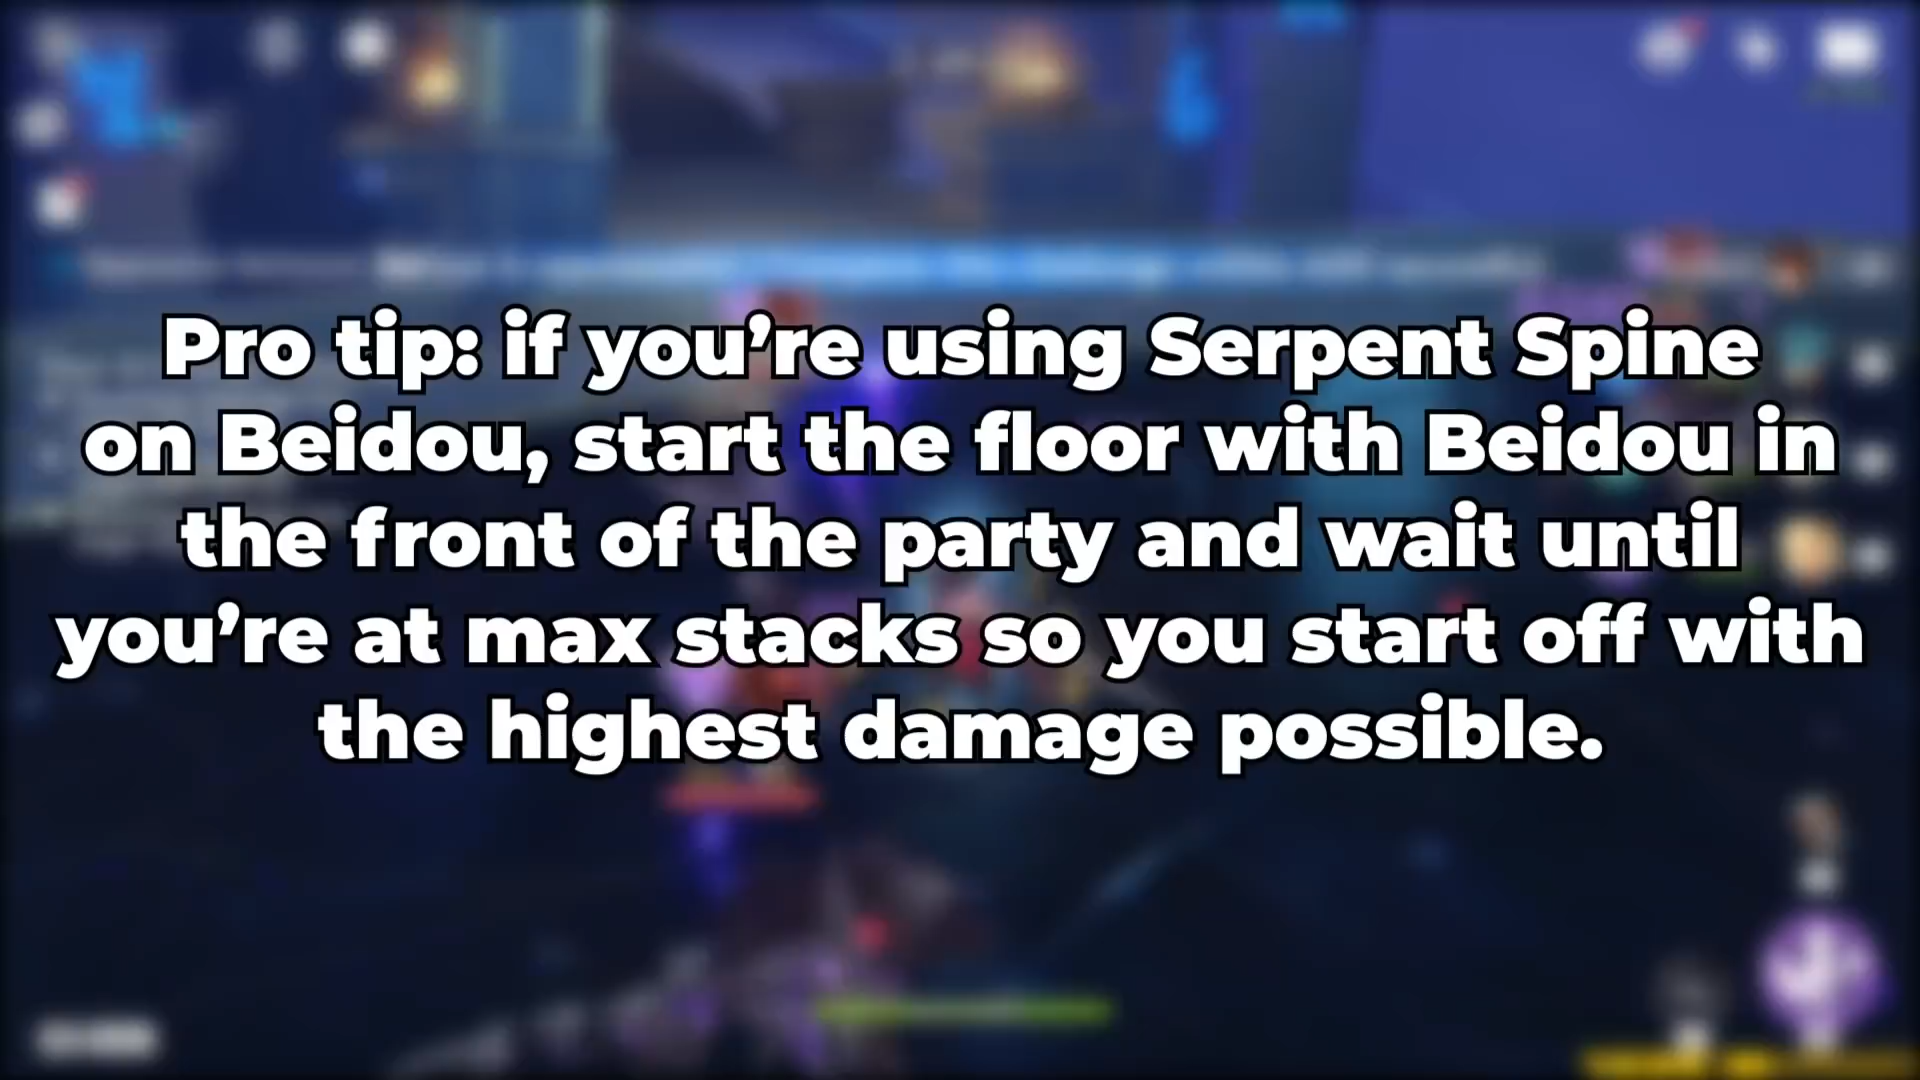 Pro tip: if you’re using Serpent Spine
on Beidou, start the floor with Beidou in
the front of the party and wait until
you’re at max stacks so you start off with
the highest damage possible.